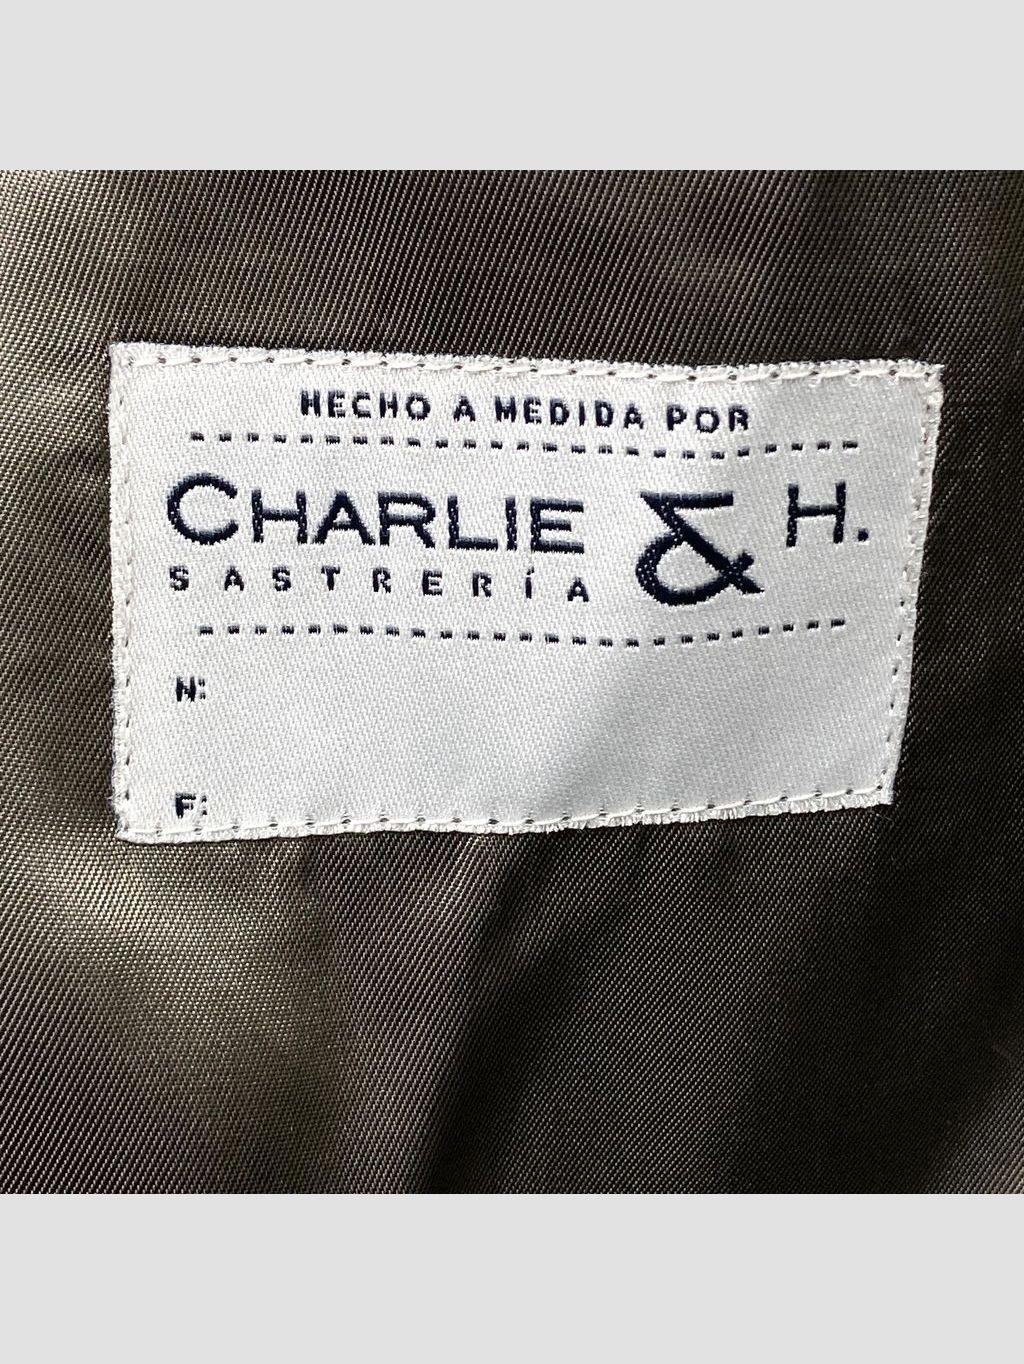 HECHO A MEDIDA POR
CHARLIE & H.
SASTRERÍA
N:
F: